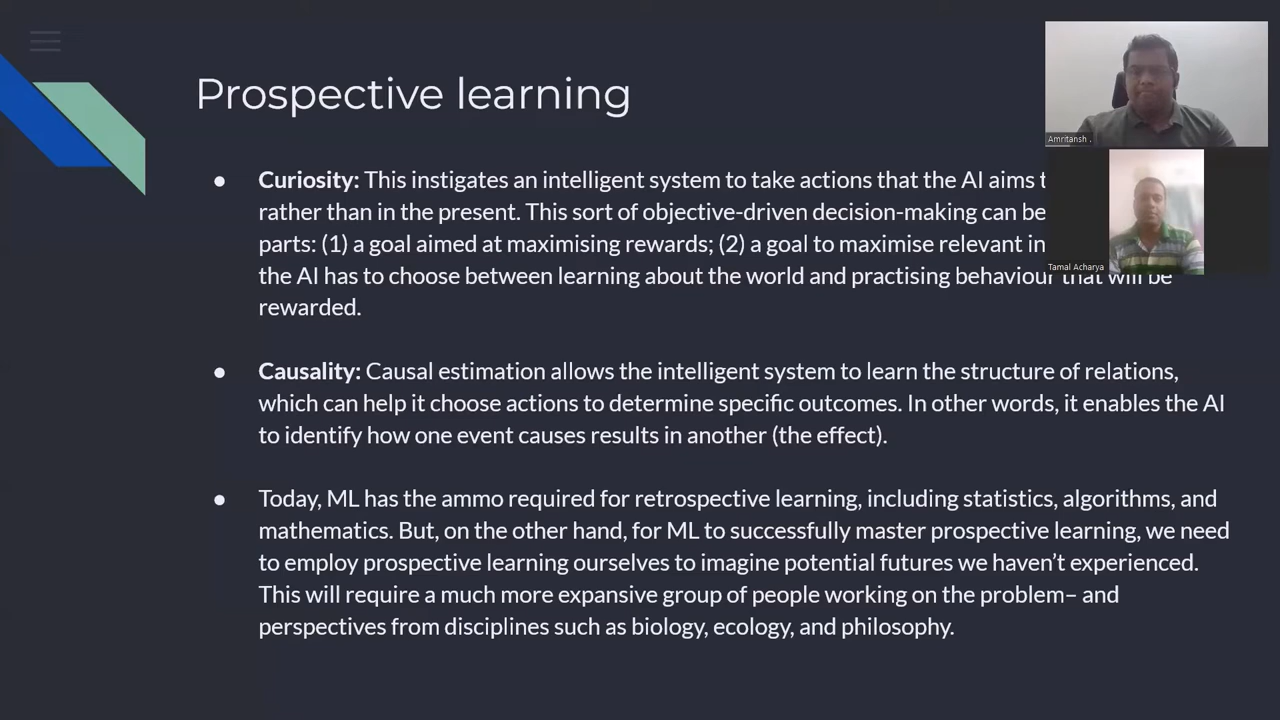 Prospective learning
Amritansh .
● Curiosity: This instigates an intelligent system to take actions that the AI aims
rather than in the present. This sort of objective-driven decision-making can be
parts: (1) a goal aimed at maximising rewards; (2) a goal to maximise relevant
Tamal Acharya
the AI has to choose between learning about the world and practising behaviour that will be
rewarded.
● Causality: Causal estimation allows the intelligent system to learn the structure of relations,
which can help it choose actions to determine specific outcomes. In other words, it enables the AI
to identify how one event causes results in another (the effect).
● Today, ML has the ammo required for retrospective learning, including statistics, algorithms, and
mathematics. But, on the other hand, for ML to successfully master prospective learning, we need
to employ prospective learning ourselves to imagine potential futures we haven’t experienced.
This will require a much more expansive group of people working on the problem– and
perspectives from disciplines such as biology, ecology, and philosophy.